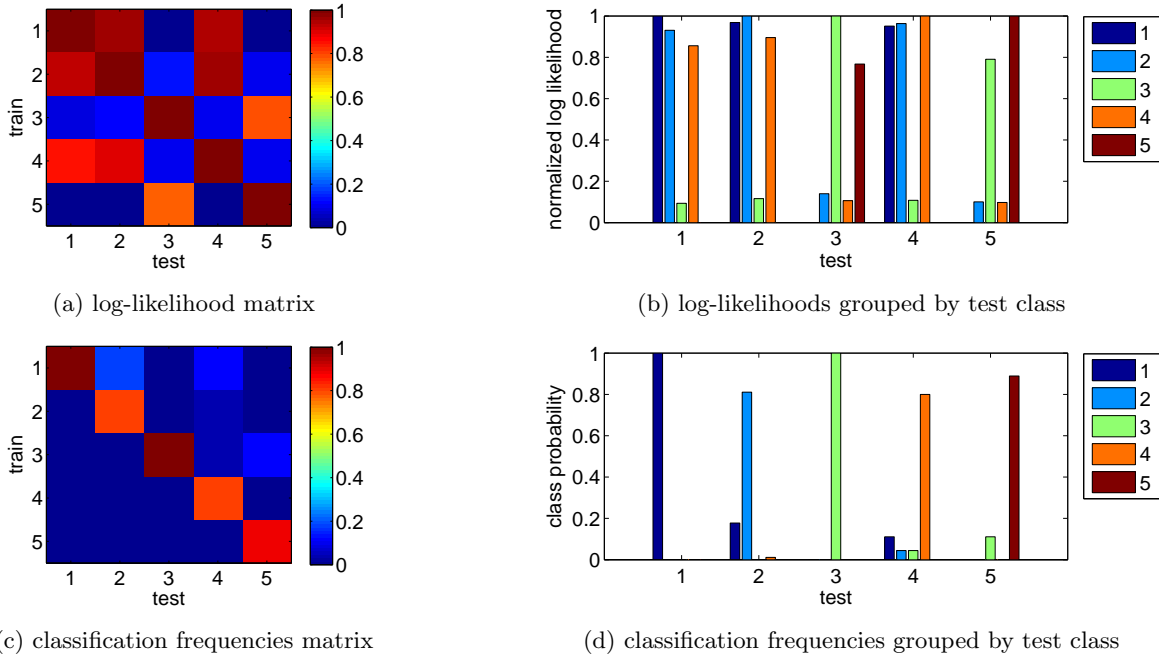 1
2
3
4
5
train
1 2 3 4 5
test
1
0.8
0.6
0.4
0.2
0
(a) log-likelihood matrix
1
0.8
0.6
0.4
0.2
0
normalized log likelihood
1 2 3 4 5
test
1
2
3
4
5
(b) log-likelihoods grouped by test class
1
2
3
4
5
train
1 2 3 4 5
test
1
0.8
0.6
0.4
0.2
0
(c) classification frequencies matrix
1
0.8
0.6
0.4
0.2
0
class probability
1 2 3 4 5
test
1
2
3
4
5
(d) classification frequencies grouped by test class